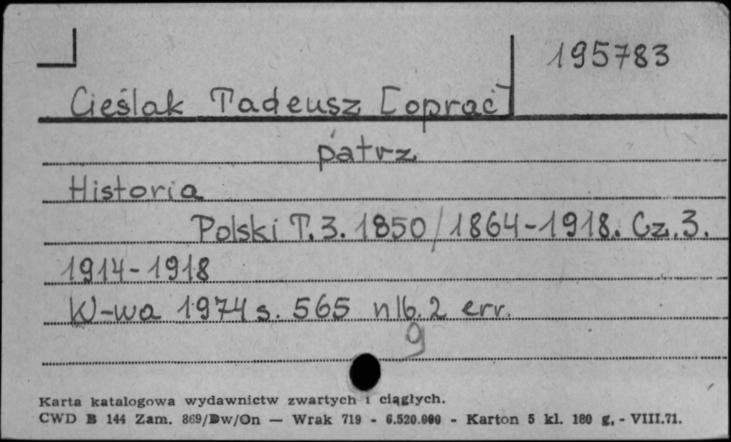 195783
Cieślak Tadeusz [oprac]
patrz
Historia
Polski T. 3. 1850/1864-1918. Cz. 3.
1914-1918
W-wa 1974 s. 565 nlb. 2 err.
9
Karta katalogowa wydawnictw zwartych i ciągłych.
CWD B 144 Zam. 869/Dw/On — Wrak 719 - 6.520.000 - Karton 5 kl. 180 g, - VIII.71.